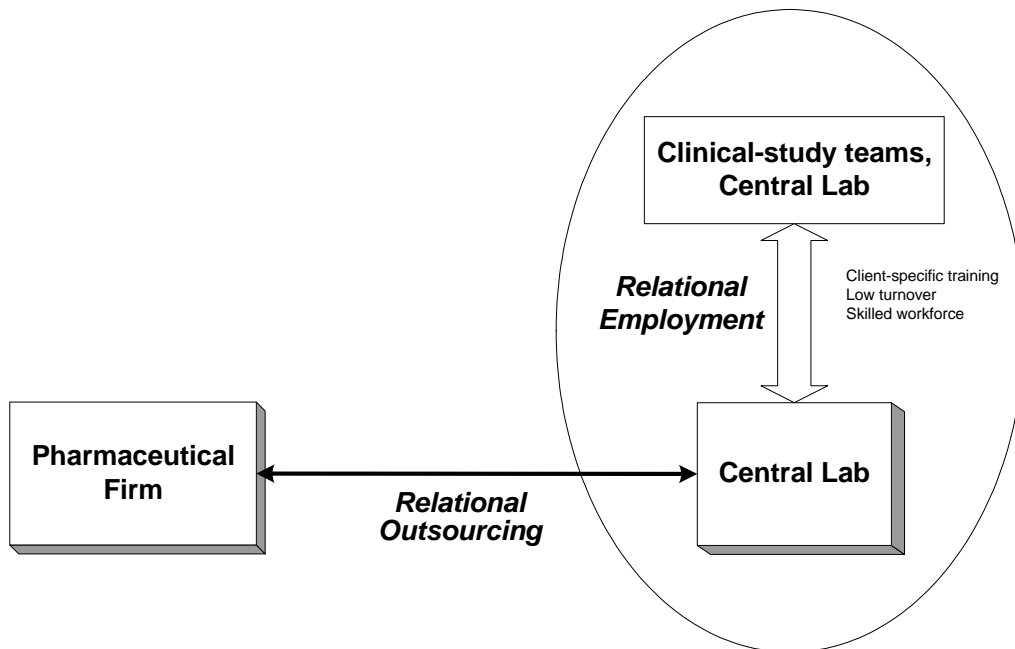 Clinical-study teams,
Central Lab
Relational
Employment
Client-specific training
Low turnover
Skilled workforce
Pharmaceutical
Firm
Central Lab
Relational
Outsourcing